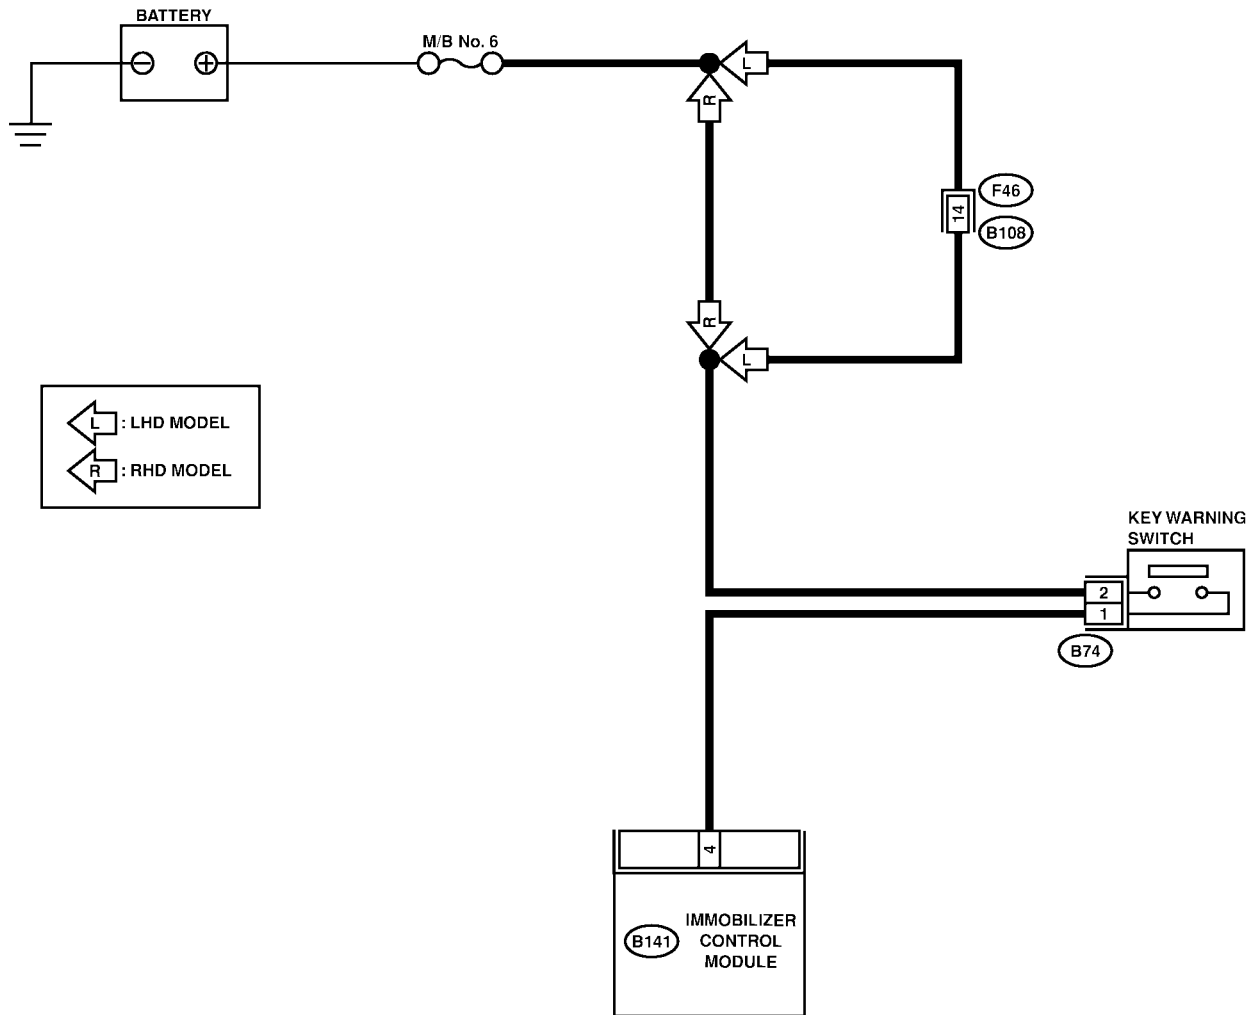 BATTERY
M/B No. 6
L
R
F46
14
B108
R
L
L : LHD MODEL
R : RHD MODEL
KEY WARNING
SWITCH
2
1
B74
4
B141
IMMOBILIZER
CONTROL
MODULE